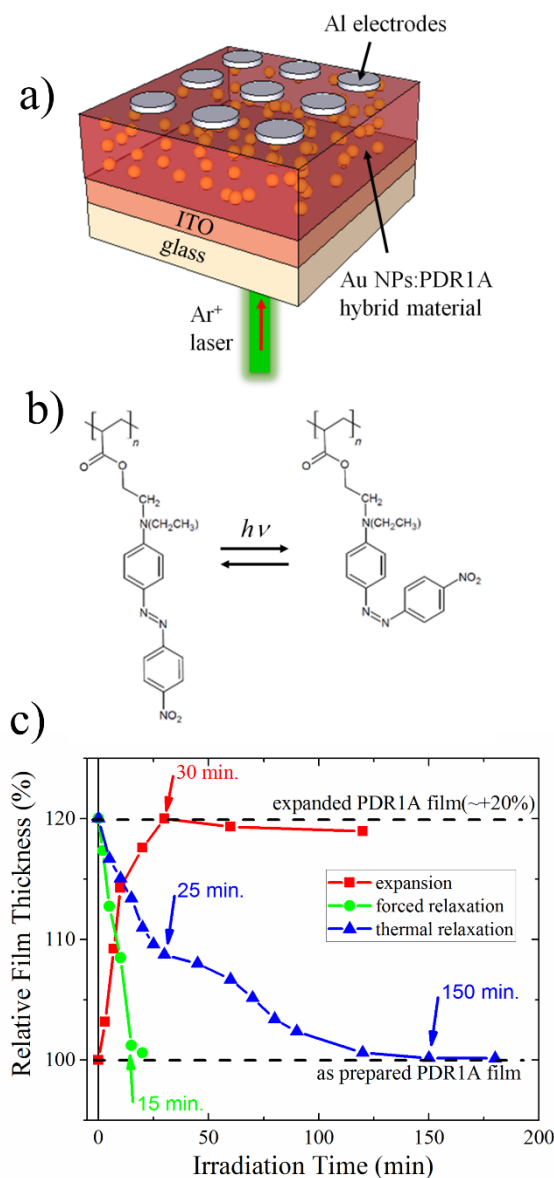 a)
Al electrodes
ITO
glass
Ar+
laser
Au NPs:PDR1A
hybrid material
b)
n
O
O
CH2
N(CH2CH3)
N
N
NO2
hν
n
O
O
CH2
N(CH2CH3)
N
N
NO2
c)
Relative Film Thickness (%)
120
110
100
30 min.
expanded PDR1A film(~+20%)
expansion
forced relaxation
thermal relaxation
25 min.
150 min.
as prepared PDR1A film
15 min.
0
50
100
150
200
Irradiation Time (min)